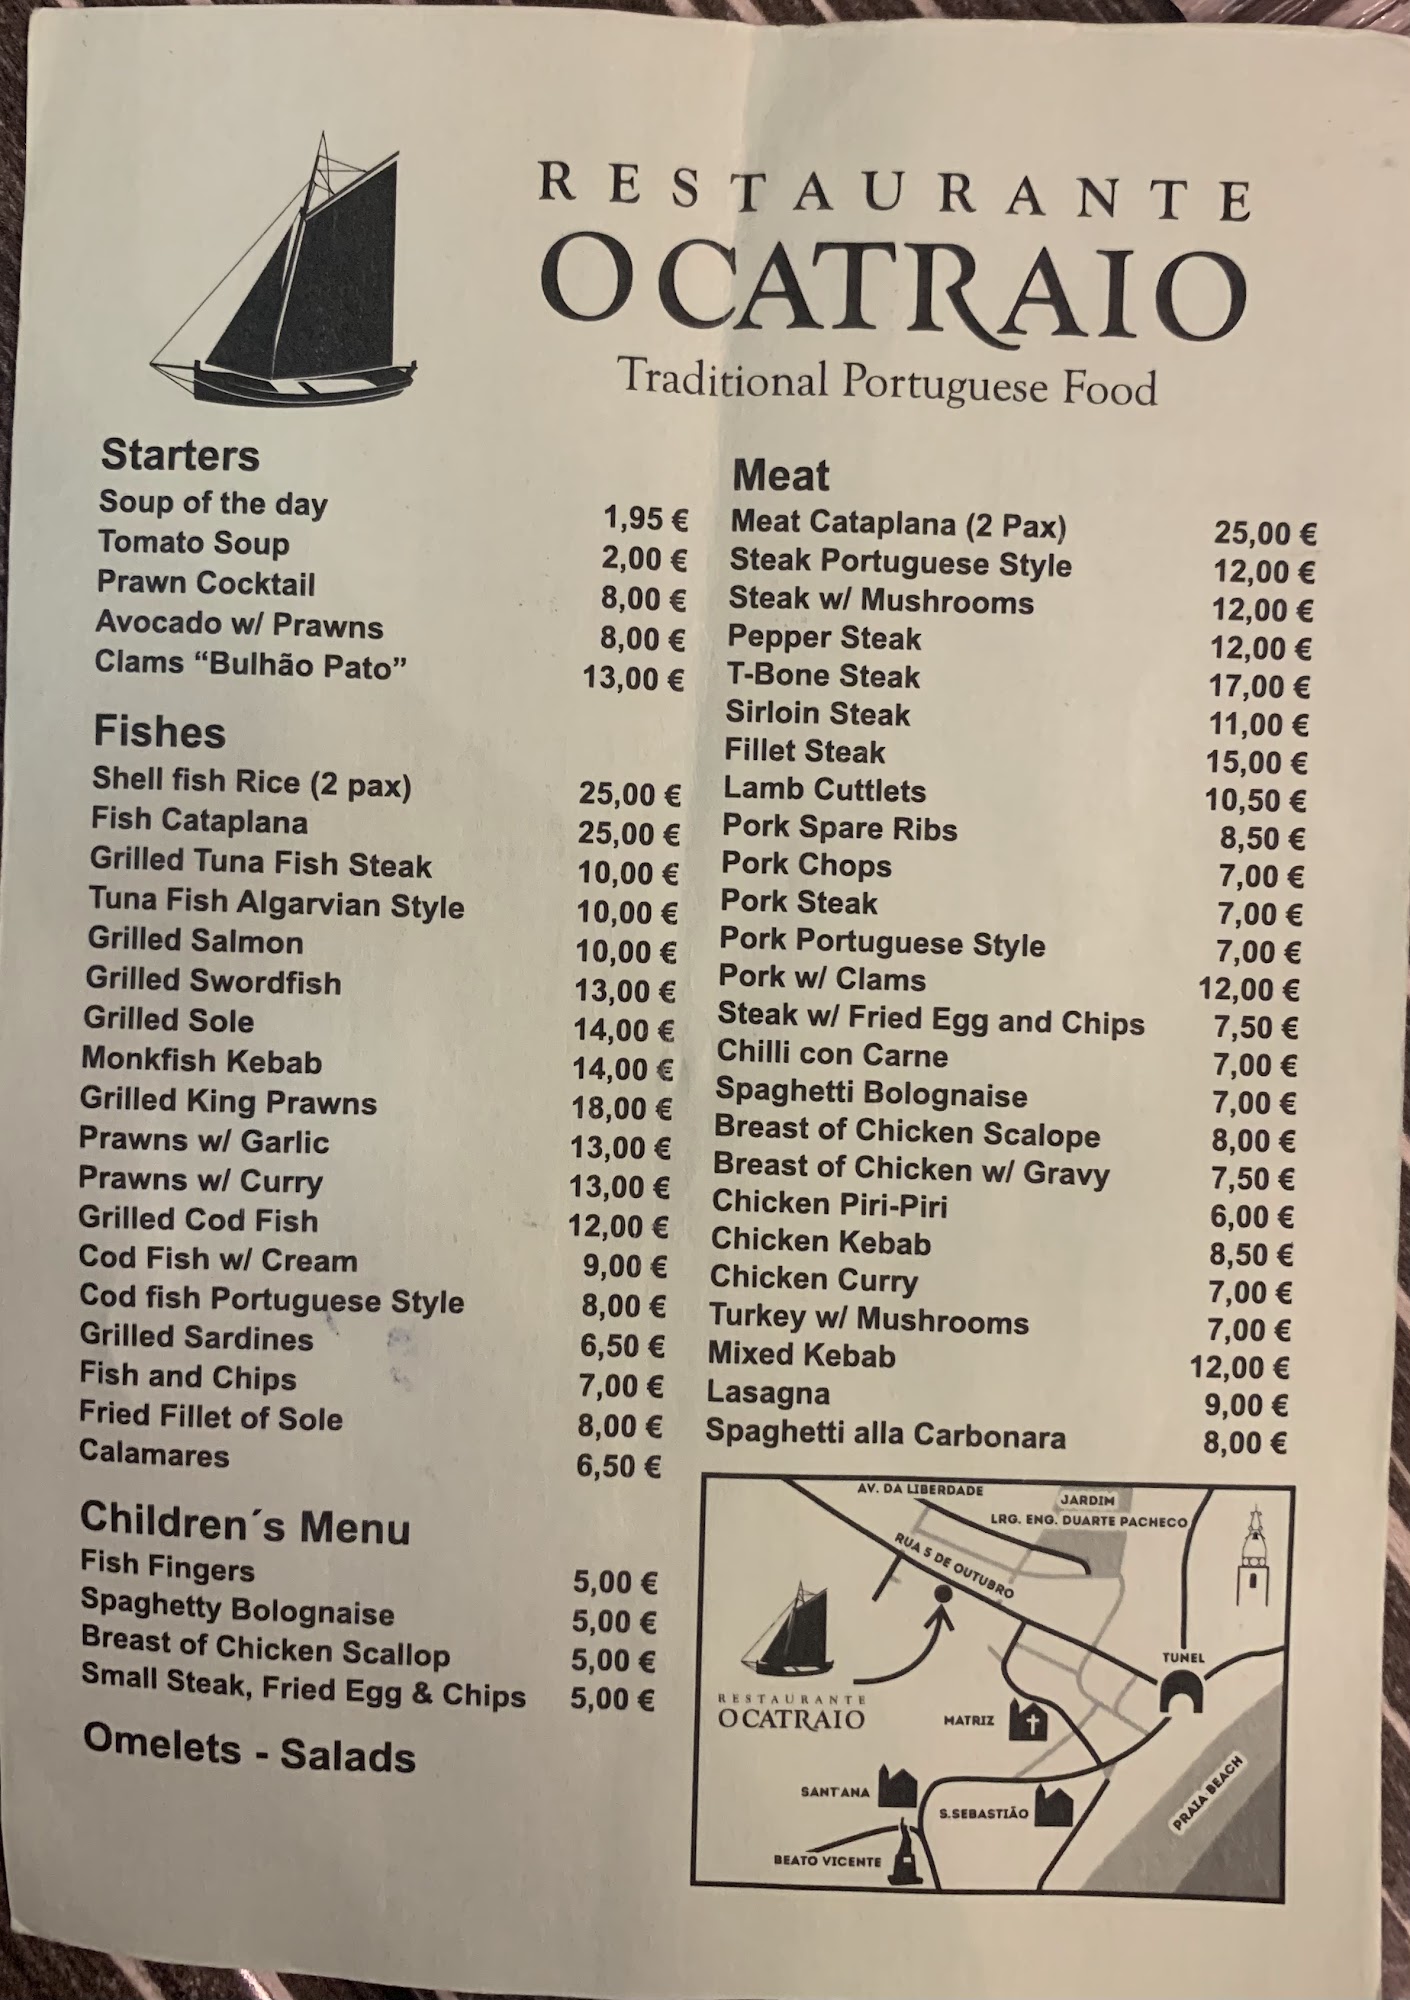 RESTAURANTE
O CATRAIO
Traditional Portuguese Food
Starters
Soup of the day 1,95 €
Tomato Soup 2,00 €
Prawn Cocktail 8,00 €
Avocado w/ Prawns 8,00 €
Clams “Bulhão Pato” 13,00 €
Fishes
Shell fish Rice (2 pax) 25,00 €
Fish Cataplana 25,00 €
Grilled Tuna Fish Steak 10,00 €
Tuna Fish Algarvian Style 10,00 €
Grilled Salmon 10,00 €
Grilled Swordfish 13,00 €
Grilled Sole 14,00 €
Monkfish Kebab 14,00 €
Grilled King Prawns 18,00 €
Prawns w/ Garlic 13,00 €
Prawns w/ Curry 13,00 €
Grilled Cod Fish 12,00 €
Cod Fish w/ Cream 9,00 €
Cod fish Portuguese Style 8,00 €
Grilled Sardines 6,50 €
Fish and Chips 7,00 €
Fried Fillet of Sole 8,00 €
Calamares 6,50 €
Children´s Menu
Fish Fingers 5,00 €
Spaghetty Bolognaise 5,00 €
Breast of Chicken Scallop 5,00 €
Small Steak, Fried Egg & Chips 5,00 €
Omelets - Salads
Meat
Meat Cataplana (2 Pax) 25,00 €
Steak Portuguese Style 12,00 €
Steak w/ Mushrooms 12,00 €
Pepper Steak 12,00 €
T-Bone Steak 17,00 €
Sirloin Steak 11,00 €
Fillet Steak 15,00 €
Lamb Cuttlets 10,50 €
Pork Spare Ribs 8,50 €
Pork Chops 7,00 €
Pork Steak 7,00 €
Pork Portuguese Style 7,00 €
Pork w/ Clams 12,00 €
Steak w/ Fried Egg and Chips 7,50 €
Chilli con Carne 7,00 €
Spaghetti Bolognaise 7,00 €
Breast of Chicken Scalope 8,00 €
Breast of Chicken w/ Gravy 7,50 €
Chicken Piri-Piri 6,00 €
Chicken Kebab 8,50 €
Chicken Curry 7,00 €
Turkey w/ Mushrooms 7,00 €
Mixed Kebab 12,00 €
Lasagna 9,00 €
Spaghetti alla Carbonara 8,00 €
AV. DA LIBERDADE
JARDIM
LRG. ENG. DUARTE PACHECO
RUA 5 DE OUTUBRO
TUNEL
RESTAURANTE
O CATRAIO
MATRIZ
SANT'ANA
S.SEBASTIÃO
PRAIA BEACH
BEATO VICENTE